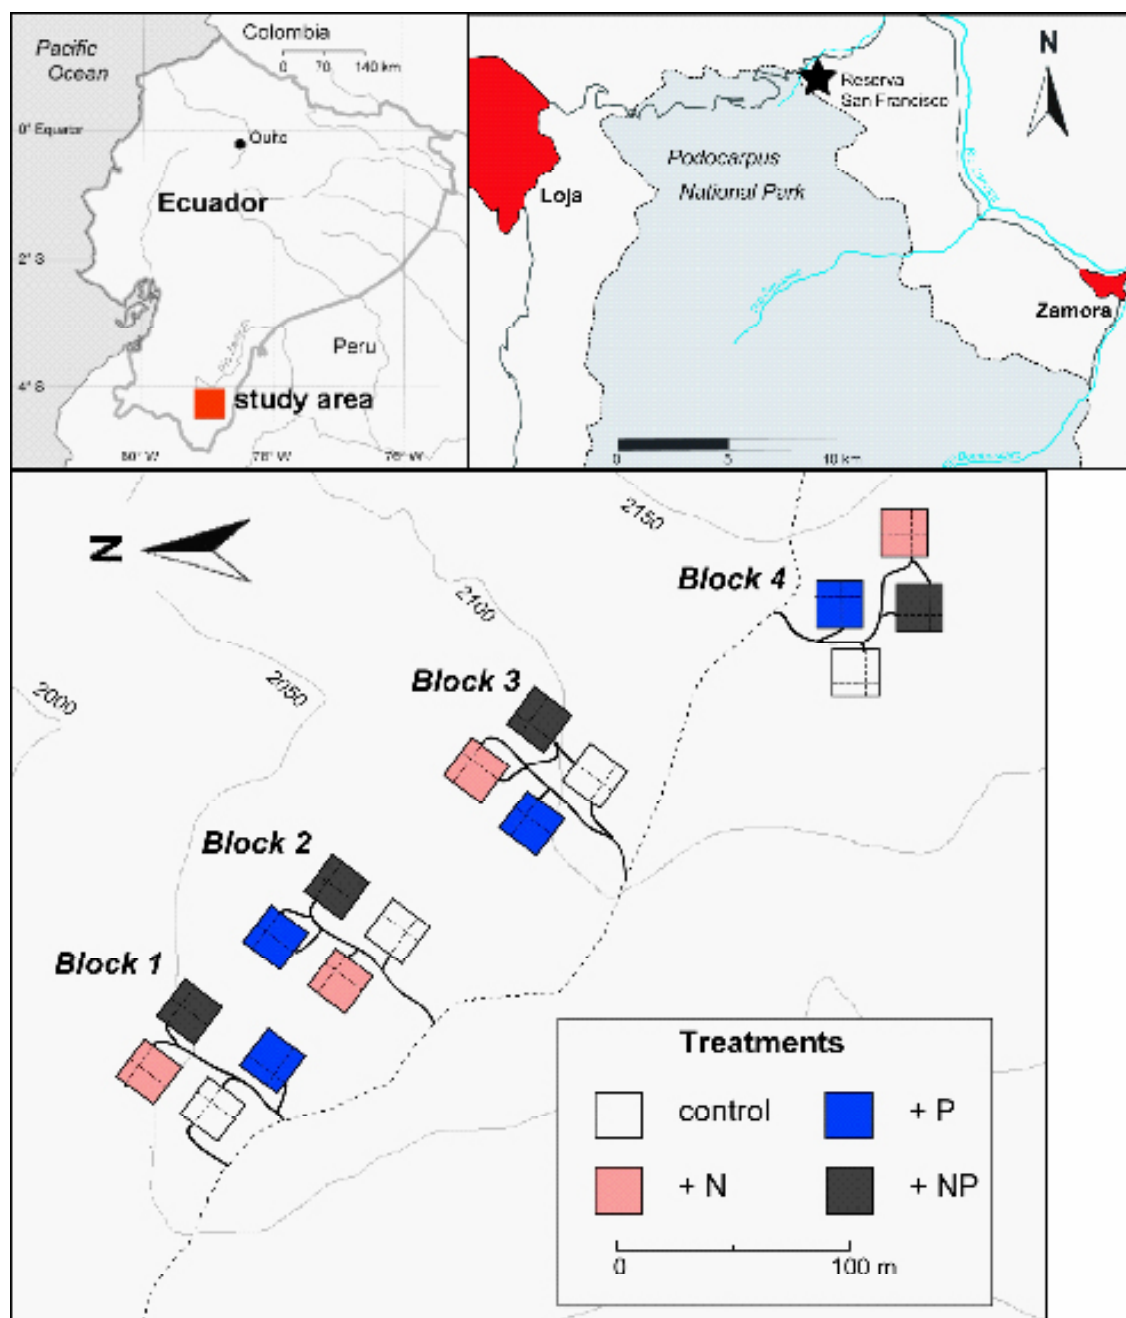 Pacific
Ocean
Colombia
0 70 140 km
0° Equator
Quito
Ecuador
2° S
Peru
4° S
study area
80° W
78° W
N
Reserva
San Francisco
Podocarpus
National Park
Loja
Zamora
0 5 10 km
N
2150
Block 4
2100
Block 3
2050
2000
Block 2
Block 1
Treatments
control
+ P
+ N
+ NP
0 100 m